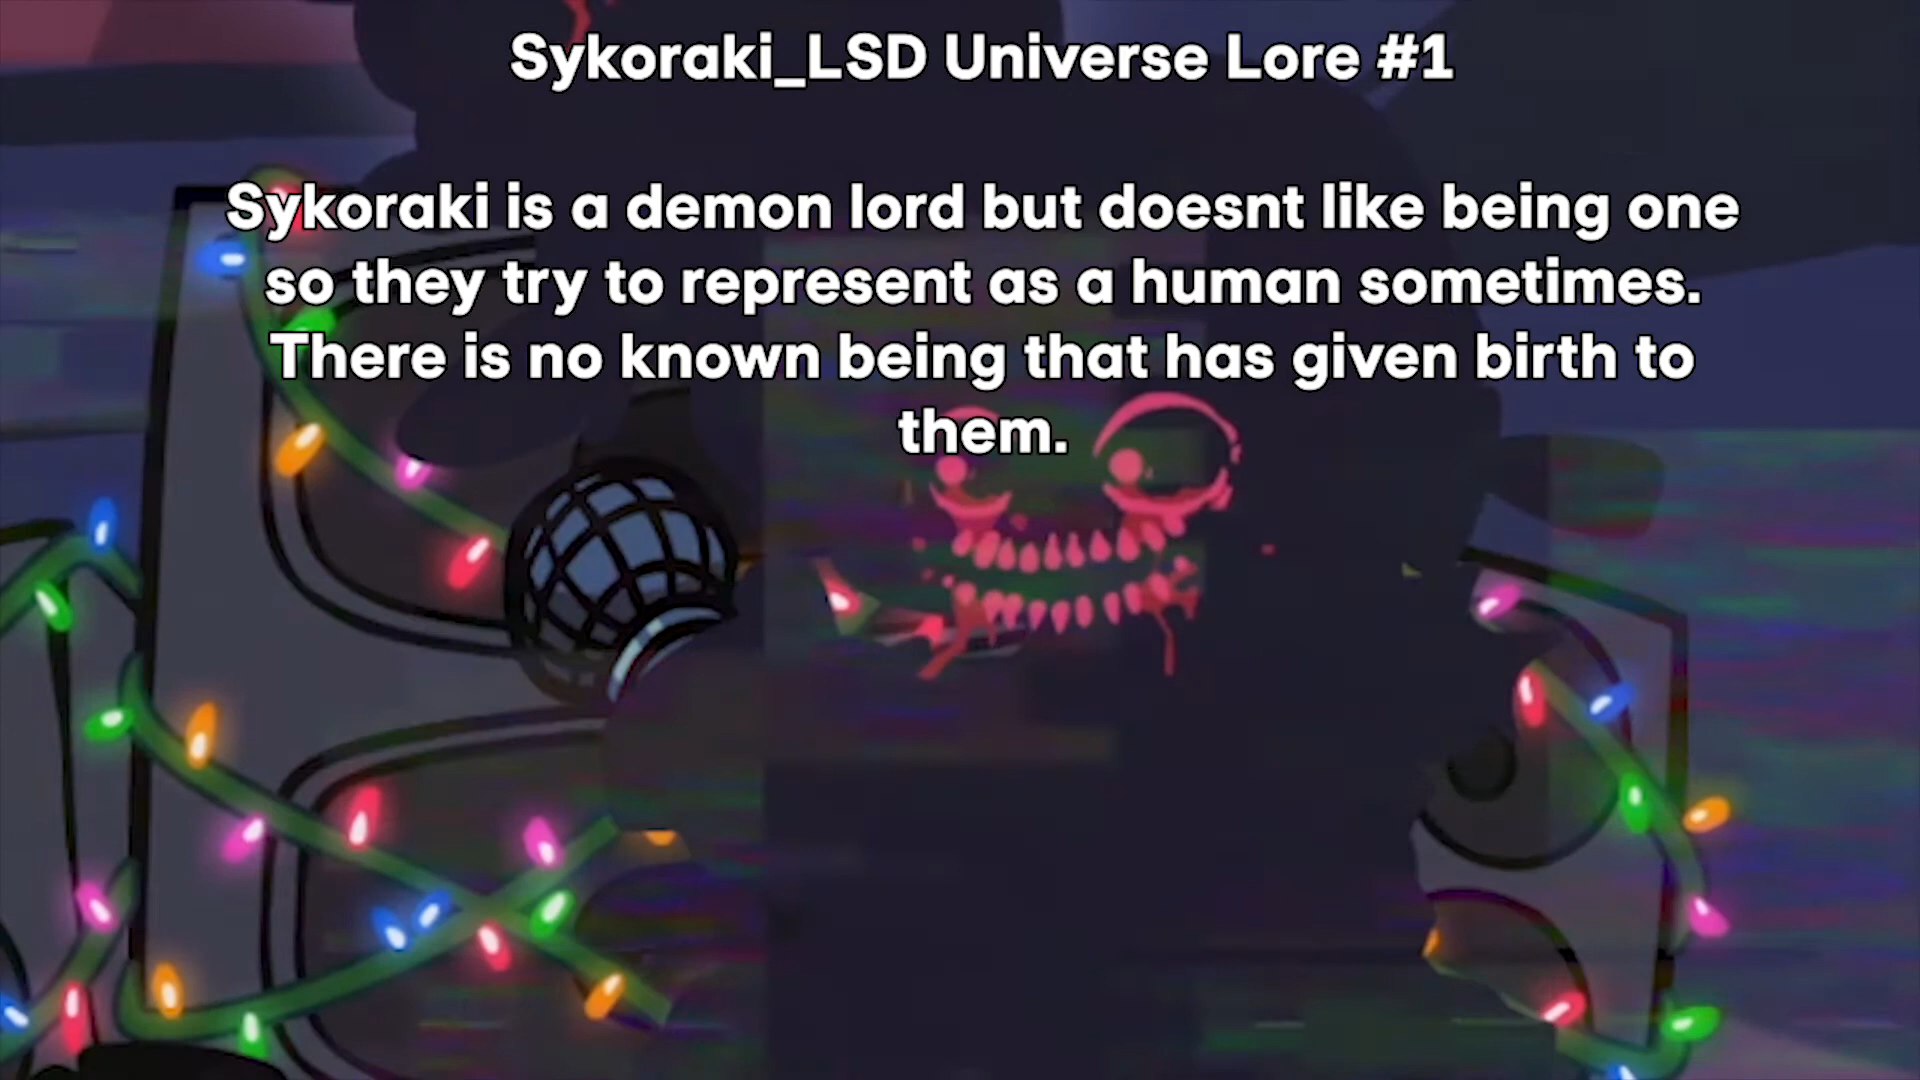 Sykoraki_LSD Universe Lore #1
Sykoraki is a demon lord but doesnt like being one
so they try to represent as a human sometimes.
There is no known being that has given birth to
them.